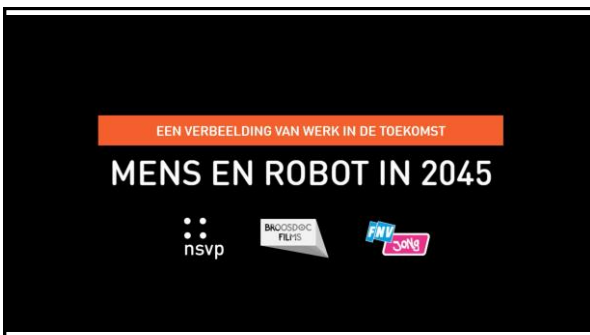 EEN VERBEELDING VAN WERK IN DE TOEKOMST
MENS EN ROBOT IN 2045
nsvp
BROOSDOC
FILMS
FNV
JONG